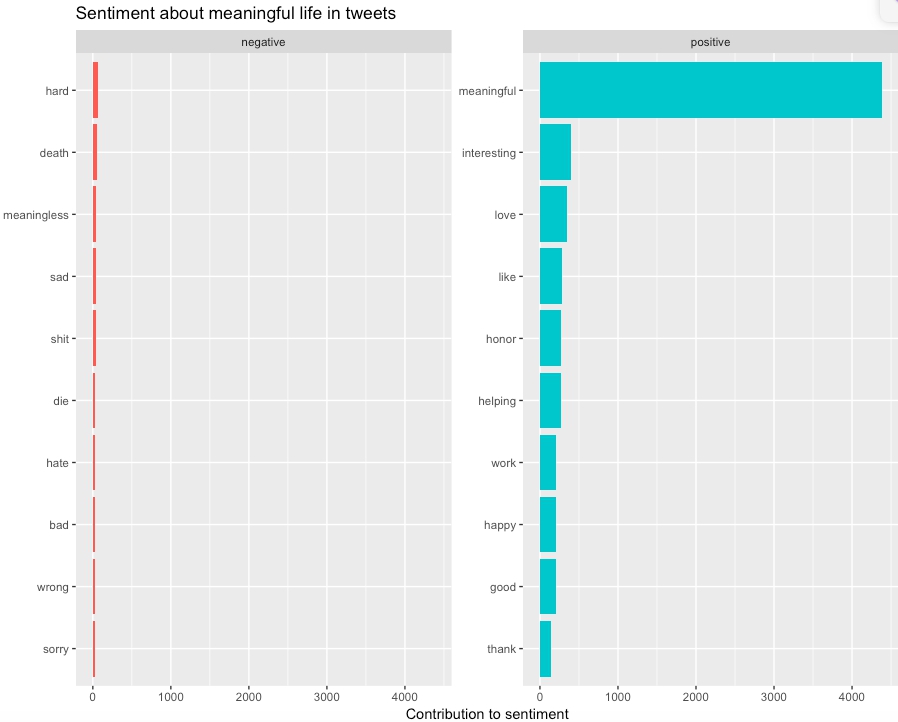 Sentiment about meaningful life in tweets
negative
hard
death
meaningless
sad
shit
die
hate
bad
wrong
sorry
0 1000 2000 3000 4000
positive
meaningful
interesting
love
like
honor
helping
work
happy
good
thank
0 1000 2000 3000 4000
Contribution to sentiment